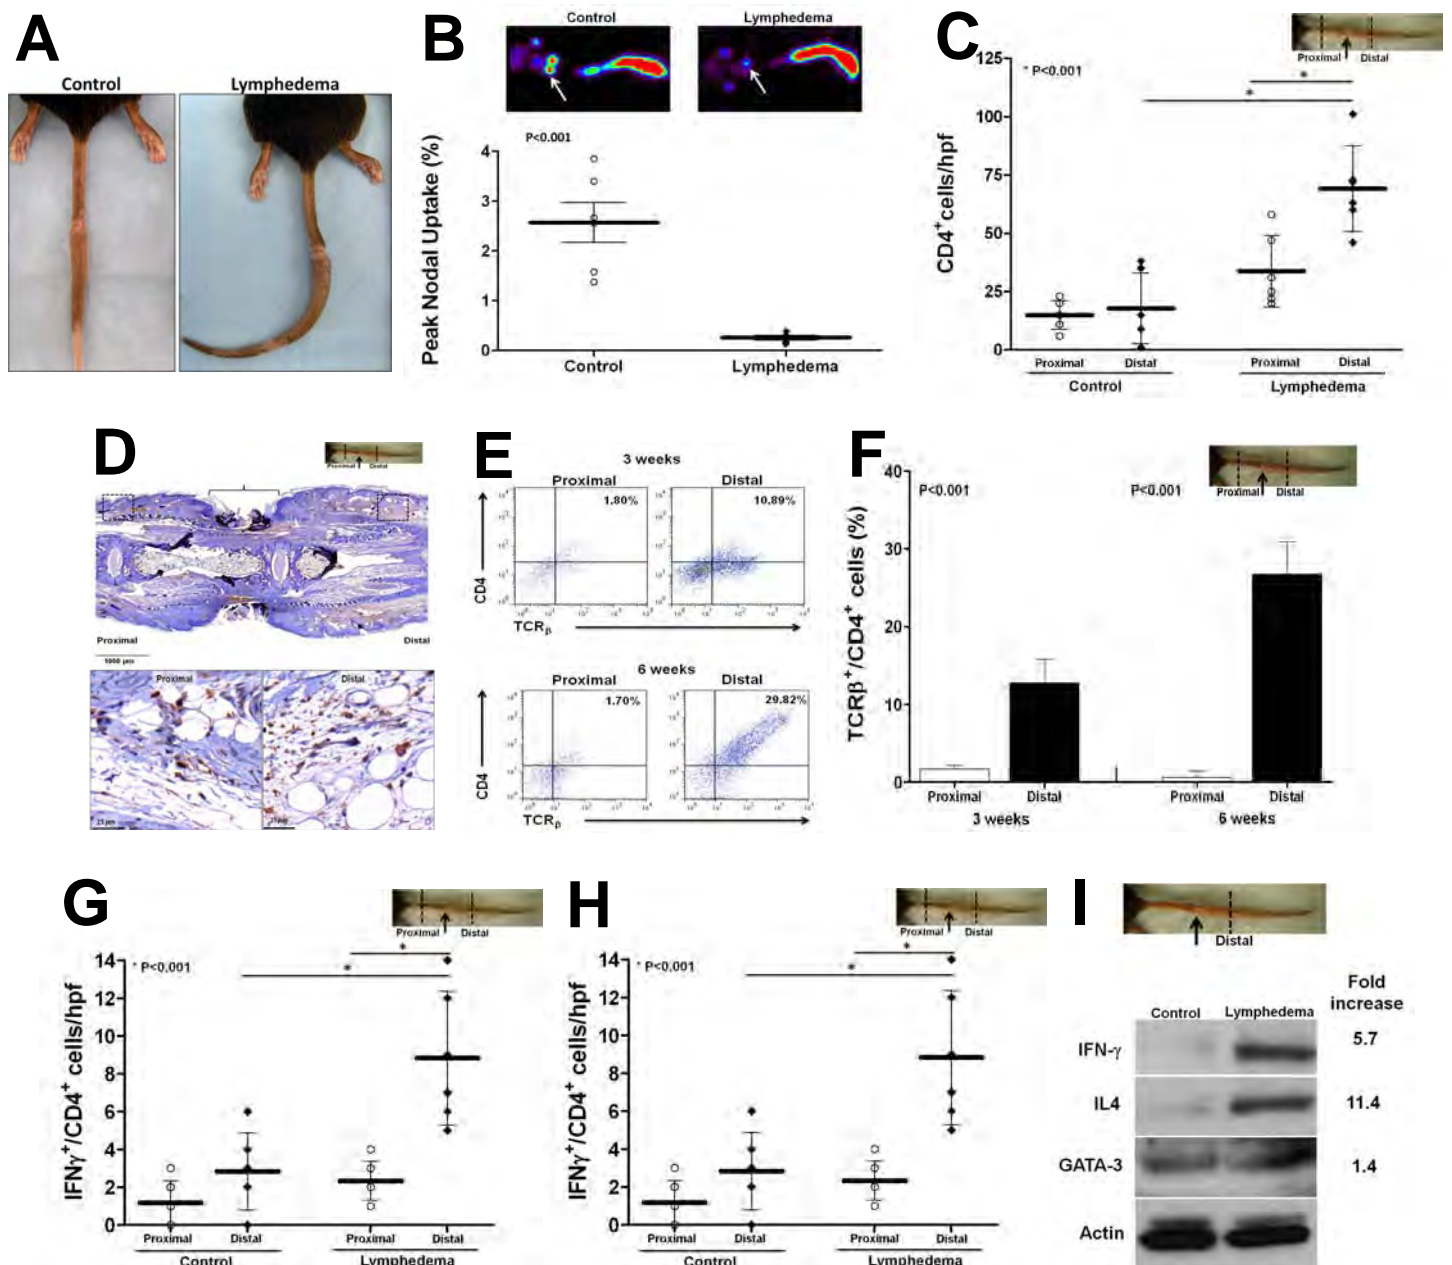 A
Control
Lymphedema
B
Control
Lymphedema
P<0.001
Peak Nodal Uptake (%)
4
3
2
1
0
Control
Lymphedema
C
Proximal
Distal
* P<0.001
*
*
CD4⁺cells/hpf
125
100
75
50
25
0
Proximal
Distal
Proximal
Distal
Control
Lymphedema
D
Proximal
Distal
Proximal
Distal
1000 µm
Proximal
Distal
25 µm
E
3 weeks
Proximal
Distal
1.80%
10.89%
CD4
TCRβ
6 weeks
Proximal
Distal
1.70%
29.82%
CD4
TCRβ
F
Proximal
Distal
P<0.001
P<0.001
TCRβ⁺/CD4⁺ cells (%)
40
30
20
10
0
Proximal
Distal
Proximal
Distal
3 weeks
6 weeks
G
Proximal
Distal
* P<0.001
*
*
IFNγ⁺/CD4⁺ cells/hpf
14
12
10
8
6
4
2
0
Proximal
Distal
Proximal
Distal
Control
Lymphedema
H
Proximal
Distal
* P<0.001
*
*
IFNγ⁺/CD4⁺ cells/hpf
14
12
10
8
6
4
2
0
Proximal
Distal
Proximal
Distal
Control
Lymphedema
I
Distal
Fold
increase
Control
Lymphedema
IFN-γ
5.7
IL4
11.4
GATA-3
1.4
Actin